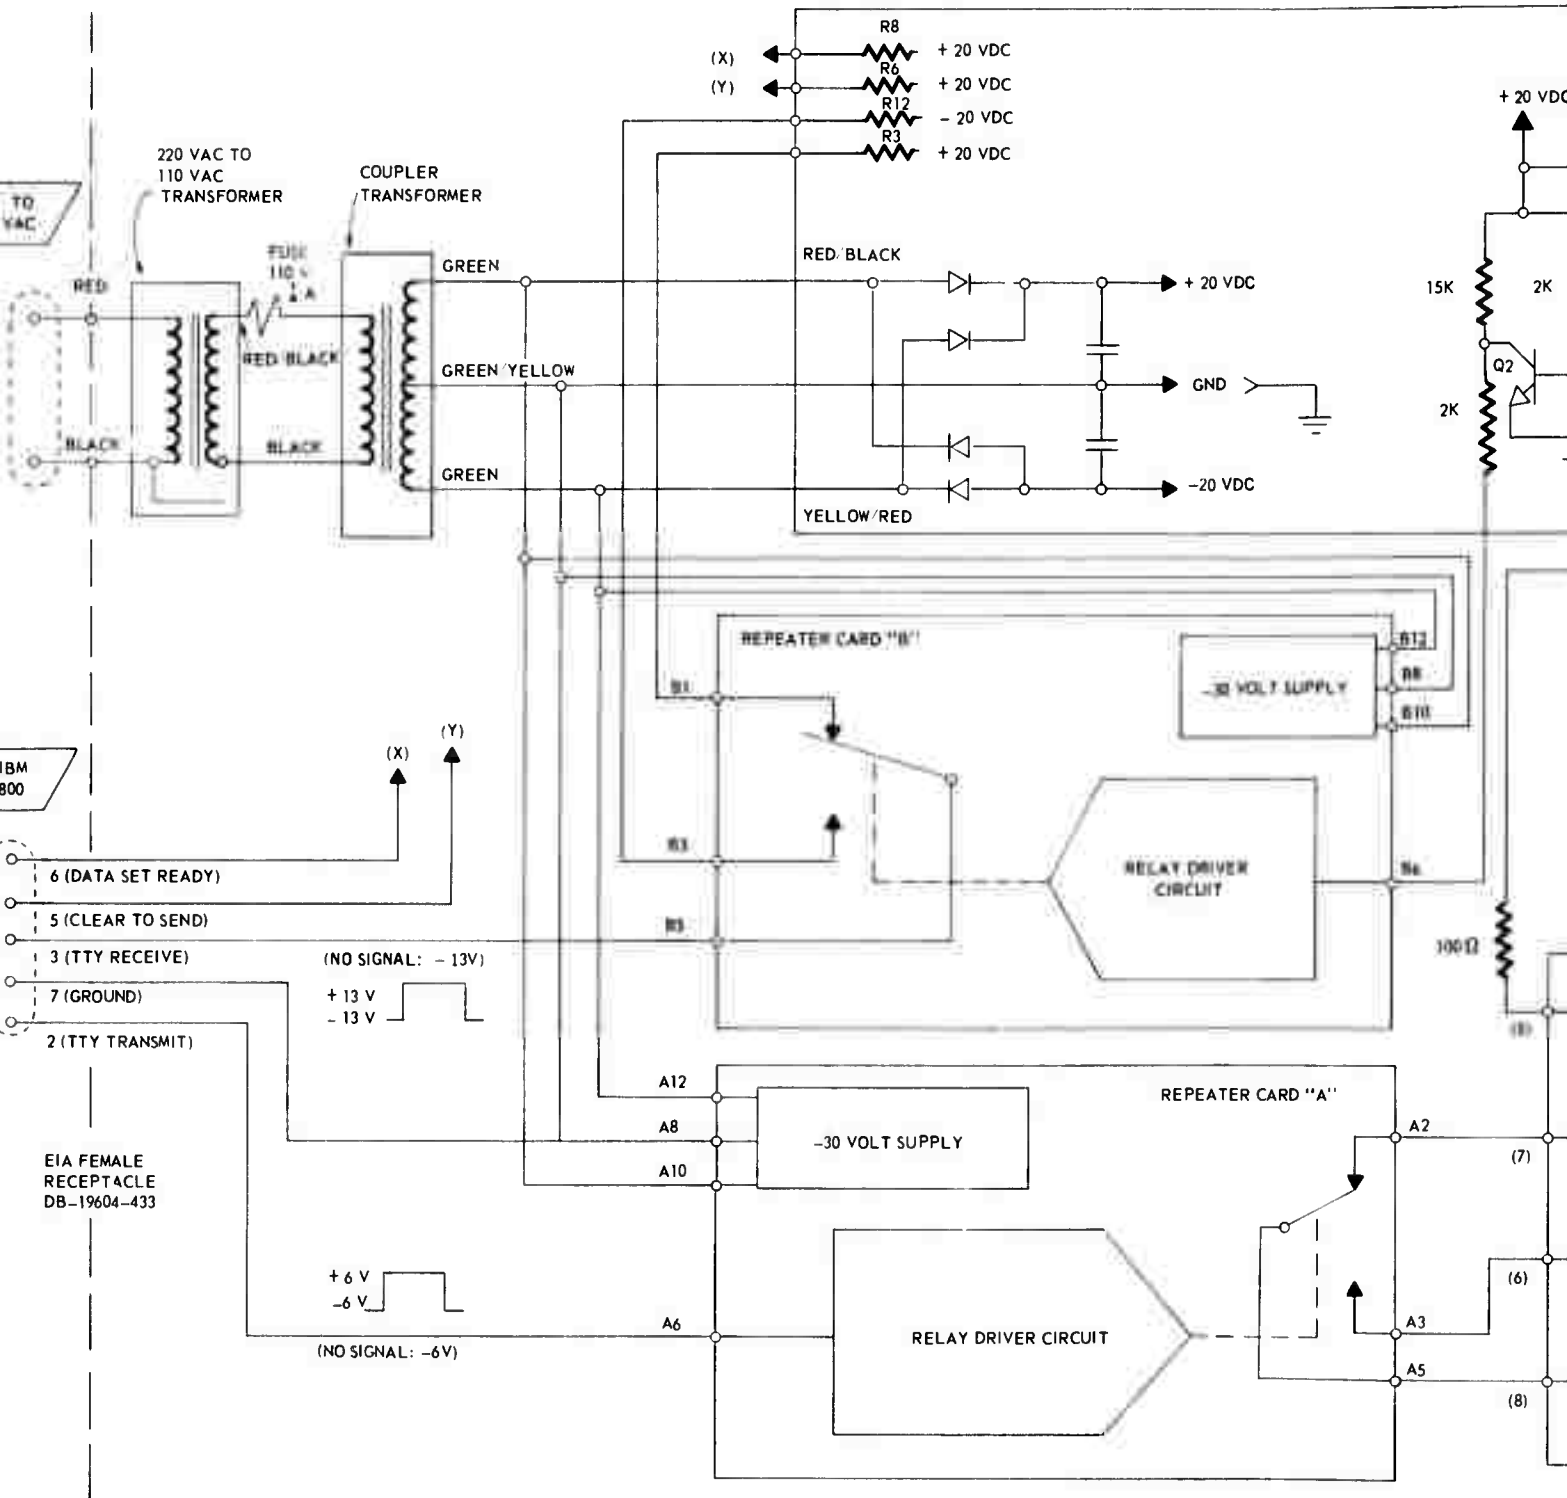 R8
(X)
+ 20 VDC
R6
(Y)
+ 20 VDC
R12
- 20 VDC
R3
+ 20 VDC
+ 20 VDC
220 VAC TO
110 VAC
TRANSFORMER
COUPLER
TRANSFORMER
TO
VAC
RED
FUSE
110 V
A
GREEN
RED/BLACK
+ 20 VDC
15K
2K
RED/BLACK
GREEN/YELLOW
GND
Q2
2K
BLACK
BLACK
GREEN
-20 VDC
YELLOW/RED
REPEATER CARD "B"
B12
-30 VOLT SUPPLY
B8
B10
B1
(X)
(Y)
IBM
800
B3
RELAY DRIVER
CIRCUIT
6 (DATA SET READY)
5 (CLEAR TO SEND)
B5
3 (TTY RECEIVE)
(NO SIGNAL: - 13V)
7 (GROUND)
+ 13 V
- 13 V
2 (TTY TRANSMIT)
A12
REPEATER CARD "A"
A8
-30 VOLT SUPPLY
A2
(7)
A10
EIA FEMALE
RECEPTACLE
DB-19604-433
+ 6 V
-6 V
(6)
A6
RELAY DRIVER CIRCUIT
A3
(NO SIGNAL: -6V)
A5
(8)